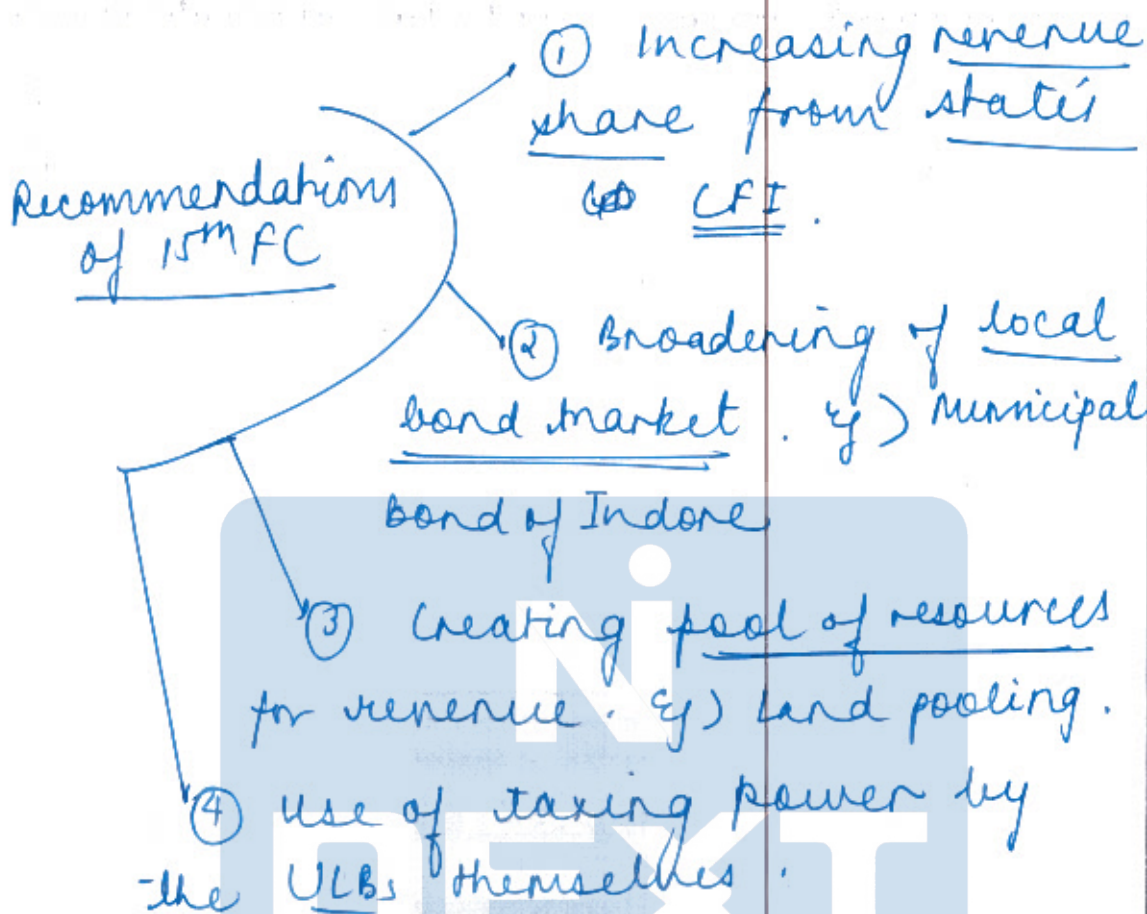 ① Increasing revenue
share from state's
CFI.
Recommendations
of 15th FC
② Broadening of local
bond market. Eg) Municipal
bond of Indore
③ Creating pool of resources
for revenue. Eg) Land pooling.
④ Use of taxing power by
the ULBs themselves.
NEXT